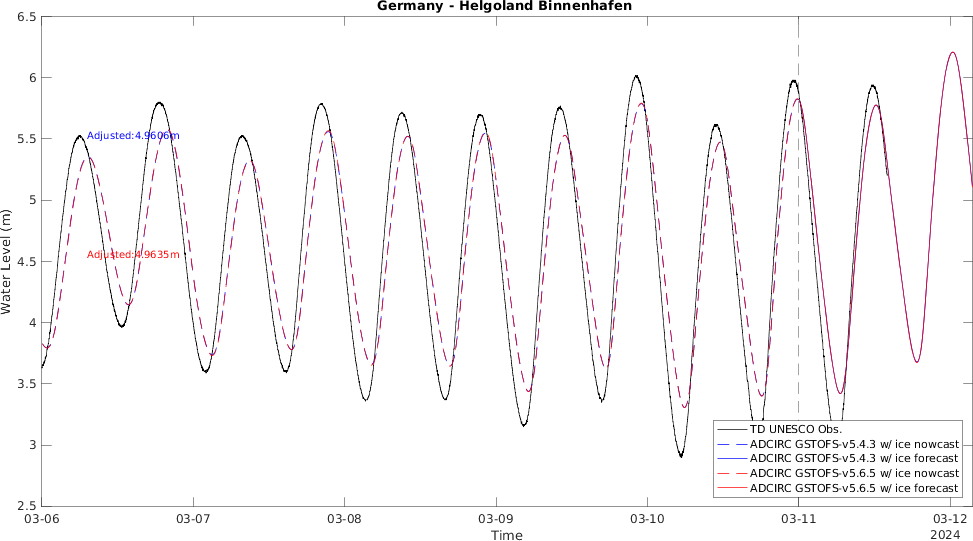 Germany - Helgoland Binnenhafen
6.5
6
5.5
5
4.5
4
3.5
3
2.5
Water Level (m)
Adjusted:4.9606m
Adjusted:4.9635m
TD UNESCO Obs.
ADCIRC GSTOFS-v5.4.3 w/ ice nowcast
ADCIRC GSTOFS-v5.4.3 w/ ice forecast
ADCIRC GSTOFS-v5.6.5 w/ ice nowcast
ADCIRC GSTOFS-v5.6.5 w/ ice forecast
03-06 03-07 03-08 03-09 03-10 03-11 03-12
2024
Time